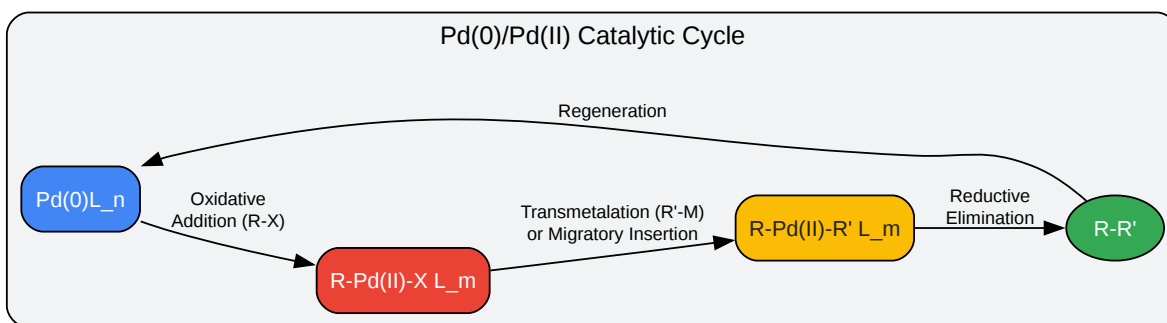 Pd(0)/Pd(II) Catalytic Cycle
Regeneration
Pd(0)L_n
Oxidative
Addition (R-X)
R-Pd(II)-X L_m
Transmetalation (R'-M)
or Migratory Insertion
R-Pd(II)-R' L_m
Reductive
Elimination
R-R'